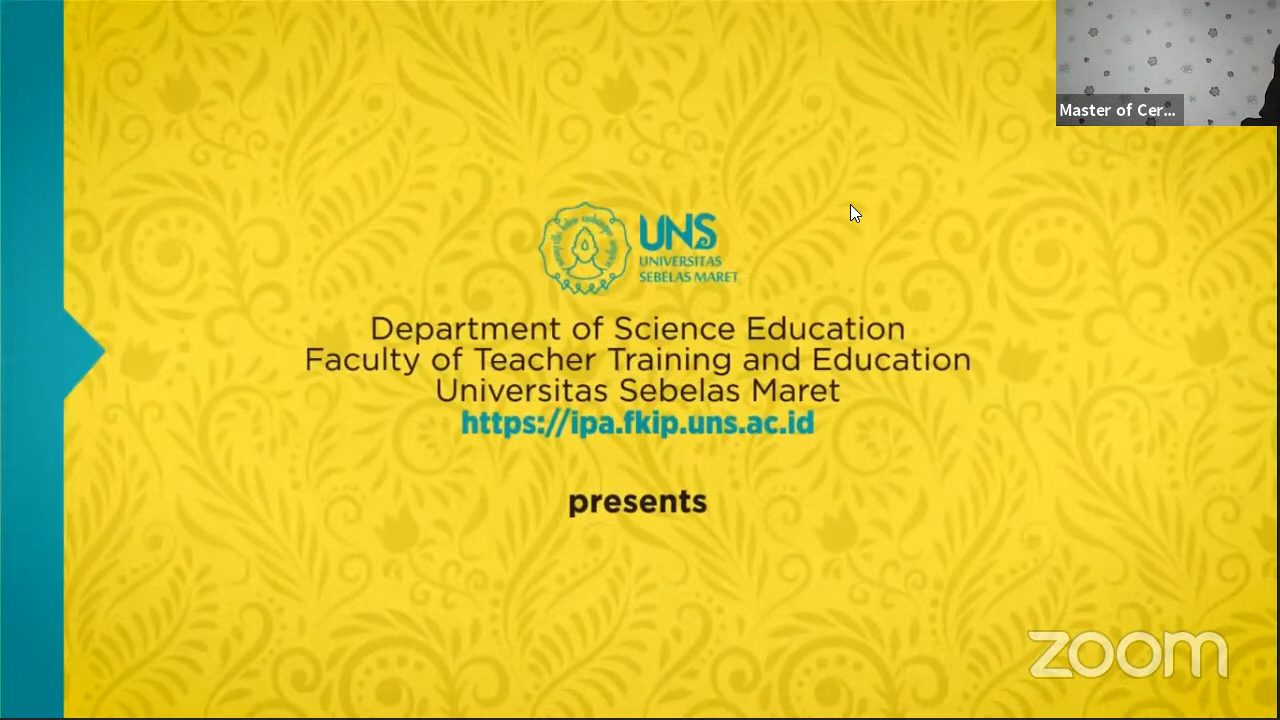 Master of Cer...
UNS
UNIVERSITAS
SEBELAS MARET
Department of Science Education
Faculty of Teacher Training and Education
Universitas Sebelas Maret
https://ipa.fkip.uns.ac.id
presents
zoom